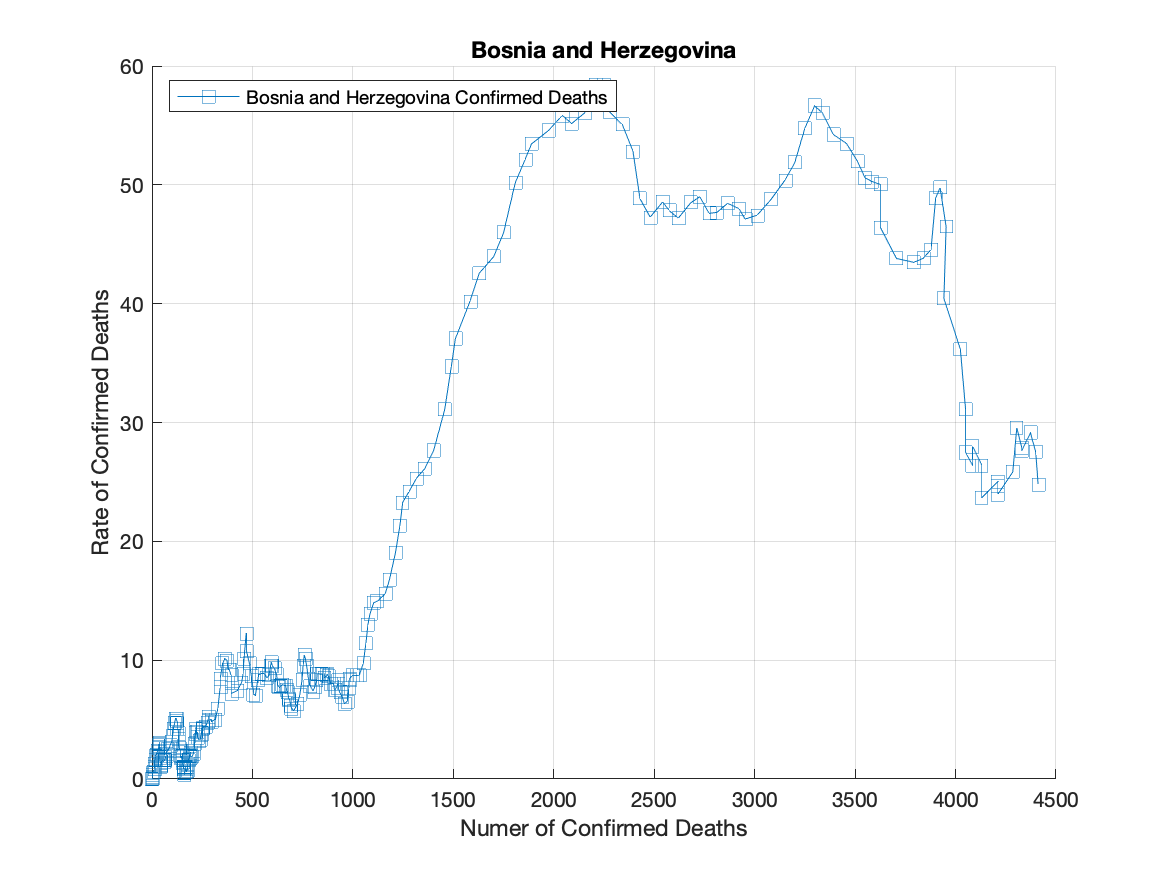 Bosnia and Herzegovina
Bosnia and Herzegovina Confirmed Deaths
Rate of Confirmed Deaths
60
50
40
30
20
10
0
0 500 1000 1500 2000 2500 3000 3500 4000 4500
Numer of Confirmed Deaths